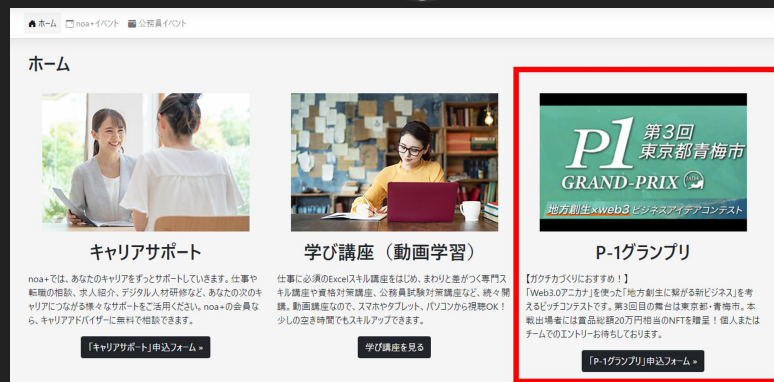 ホーム noa+イベント 公務員イベント
ホーム
キャリアサポート
noa+では、あなたのキャリアをずっとサポートしていきます。仕事や
転職の相談、求人紹介、デジタル人材研修など、あなたの次のキ
ャリアにつながる様々なサポートをご活用ください。noa+の会員な
ら、キャリアアドバイザーに無料で相談できます。
「キャリアサポート」申込フォーム »
学び講座（動画学習）
仕事に必須のExcelスキル講座をはじめ、まわりと差がつく専門ス
キル講座や資格対策講座、公務員試験対策講座など、続々開
講。動画講座なので、スマホやタブレット、パソコンから視聴OK！
少しの空き時間でもスキルアップできます。
学び講座を見る
P1
第3回
東京都青梅市
GRAND-PRIX
地方創生×web3 ビジネスアイデアコンテスト
P-1グランプリ
【ガクチカづくりにおすすめ！】
「Web3.0アニカナ」を使った「地方創生に繋がる新ビジネス」を考
えるピッチコンテストです。第3回目の舞台は東京都・青梅市。本
戦出場者には賞品総額20万円相当のNFTを贈呈！個人または
チームでのエントリーお待ちしております。
「P-1グランプリ」申込フォーム »